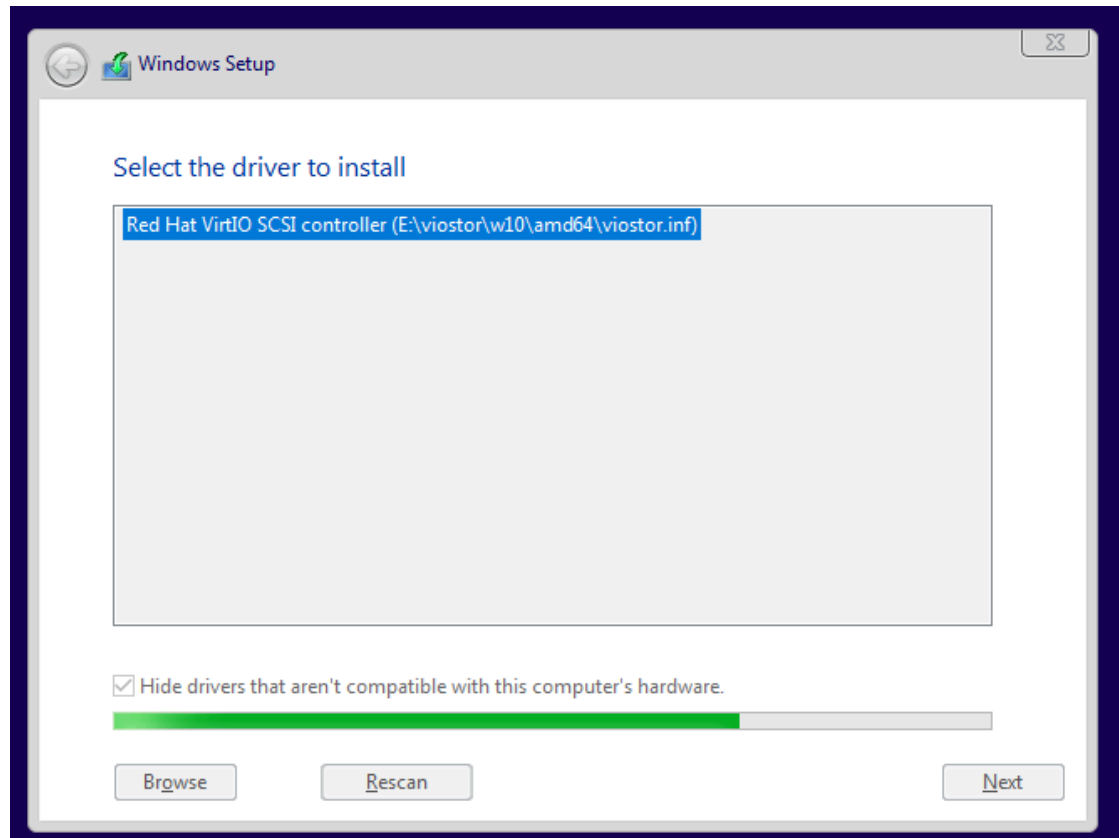 Windows Setup
Select the driver to install
Red Hat VirtIO SCSI controller (E:\viostor\w10\amd64\viostor.inf)
Hide drivers that aren't compatible with this computer's hardware.
Browse
Rescan
Next